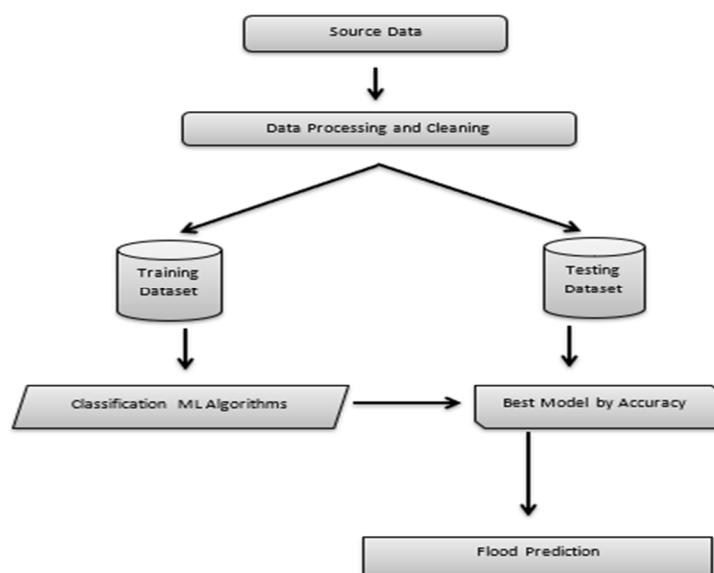 Source Data
Data Processing and Cleaning
Training
Dataset
Testing
Dataset
Classification ML Algorithms
Best Model by Accuracy
Flood Prediction